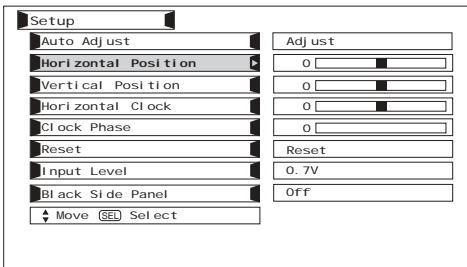 Setup
Auto Adjust Adjust
Horizontal Position 0
Vertical Position 0
Horizontal Clock 0
Clock Phase 0
Reset Reset
Input Level 0.7V
Black Side Panel Off
Move SEL Select